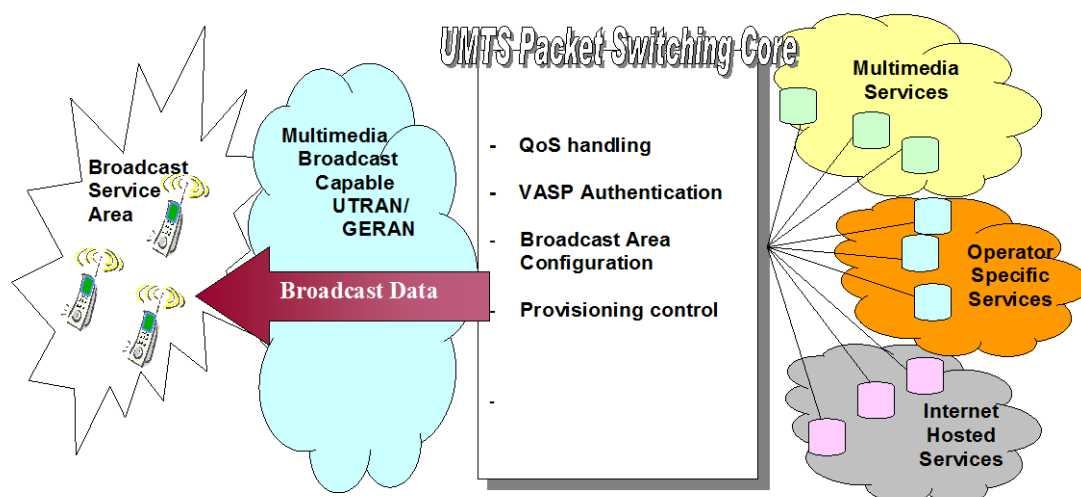 UMTS Packet Switching Core
Broadcast
Service
Area
Multimedia
Broadcast
Capable
UTRAN/
GERAN
Broadcast Data
- QoS handling
- VASP Authentication
- Broadcast Area
Configuration
- Provisioning control
-
Multimedia
Services
Operator
Specific
Services
Internet
Hosted
Services